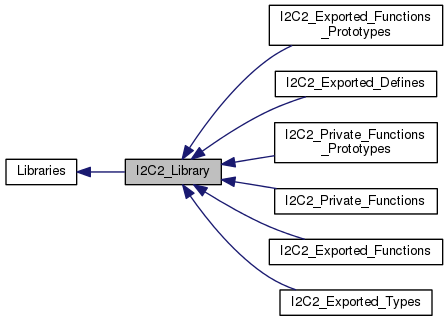 I2C2_Exported_Functions
_Prototypes
I2C2_Exported_Defines
I2C2_Private_Functions
_Prototypes
Libraries
I2C2_Library
I2C2_Private_Functions
I2C2_Exported_Functions
I2C2_Exported_Types